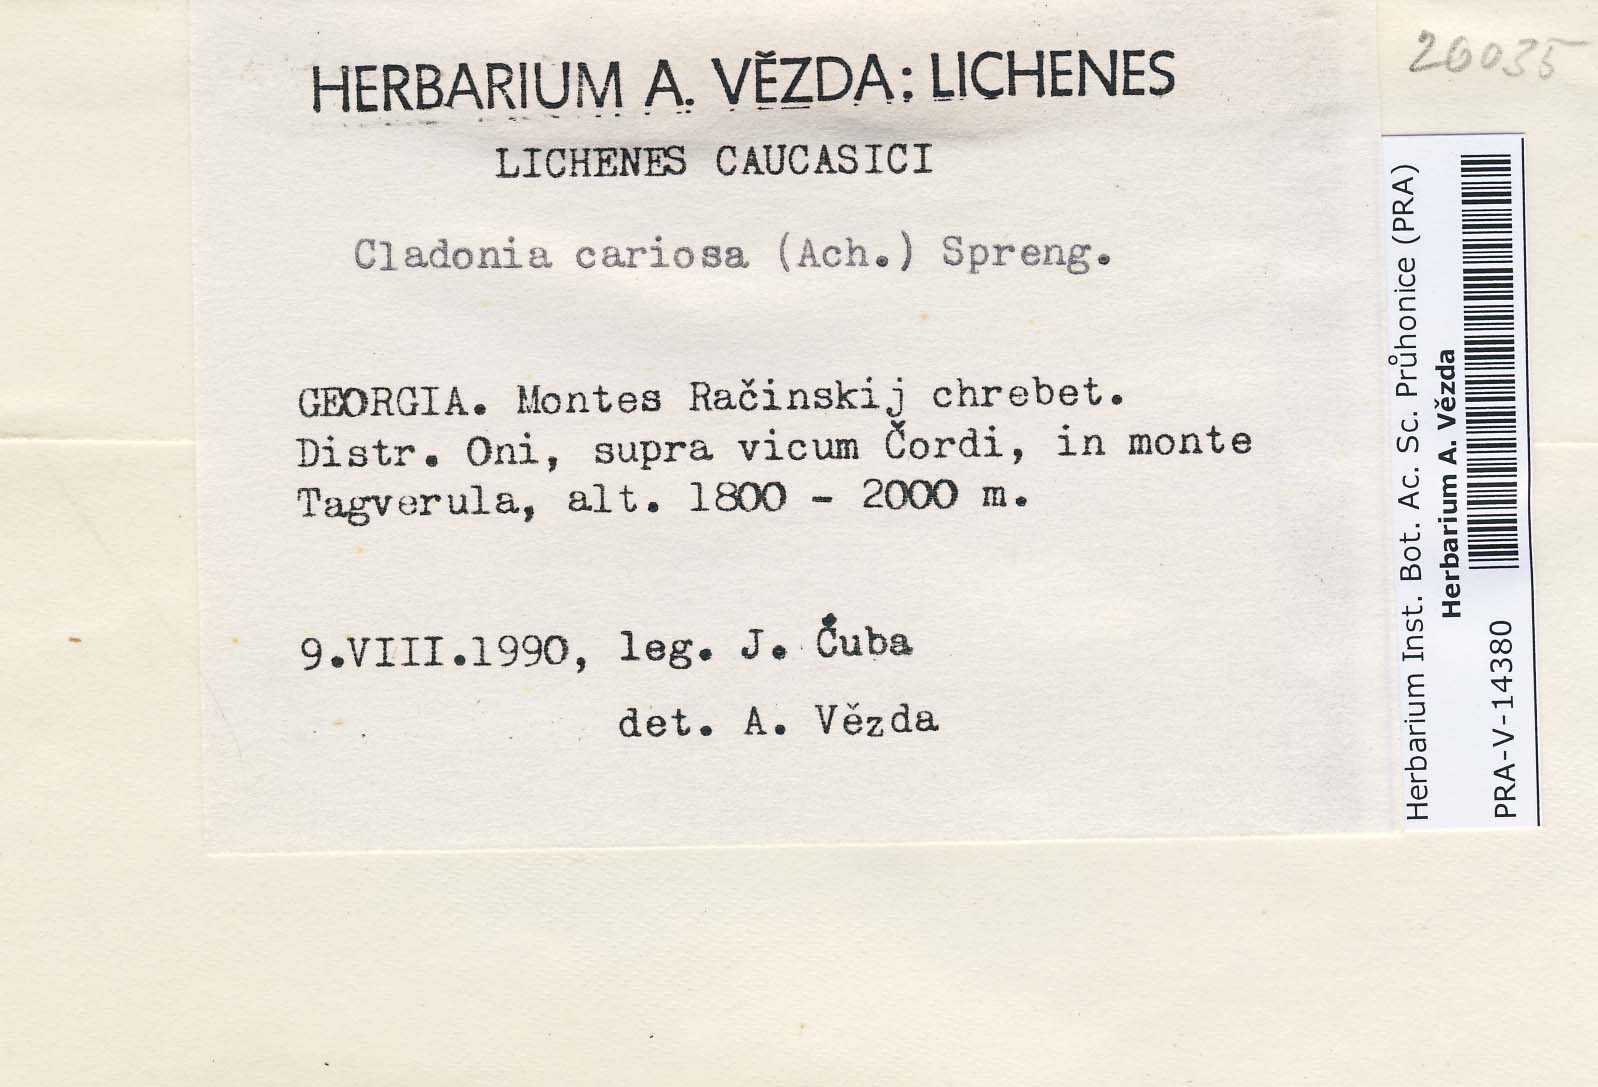 HERBARIUM A. VĚZDA: LICHENES
LICHENES CAUCASICI
Cladonia cariosa (Ach.) Spreng.
GEORGIA. Montes Račinskij chrebet.
Distr. Oni, supra vicum Čordi, in monte
Tagverula, alt. 1800 - 2000 m.
9.VIII.1990, leg. J. Čuba
det. A. Vězda
26035
Herbarium Inst. Bot. Ac. Sc. Průhonice (PRA)
Herbarium A. Vězda
PRA-V-14380